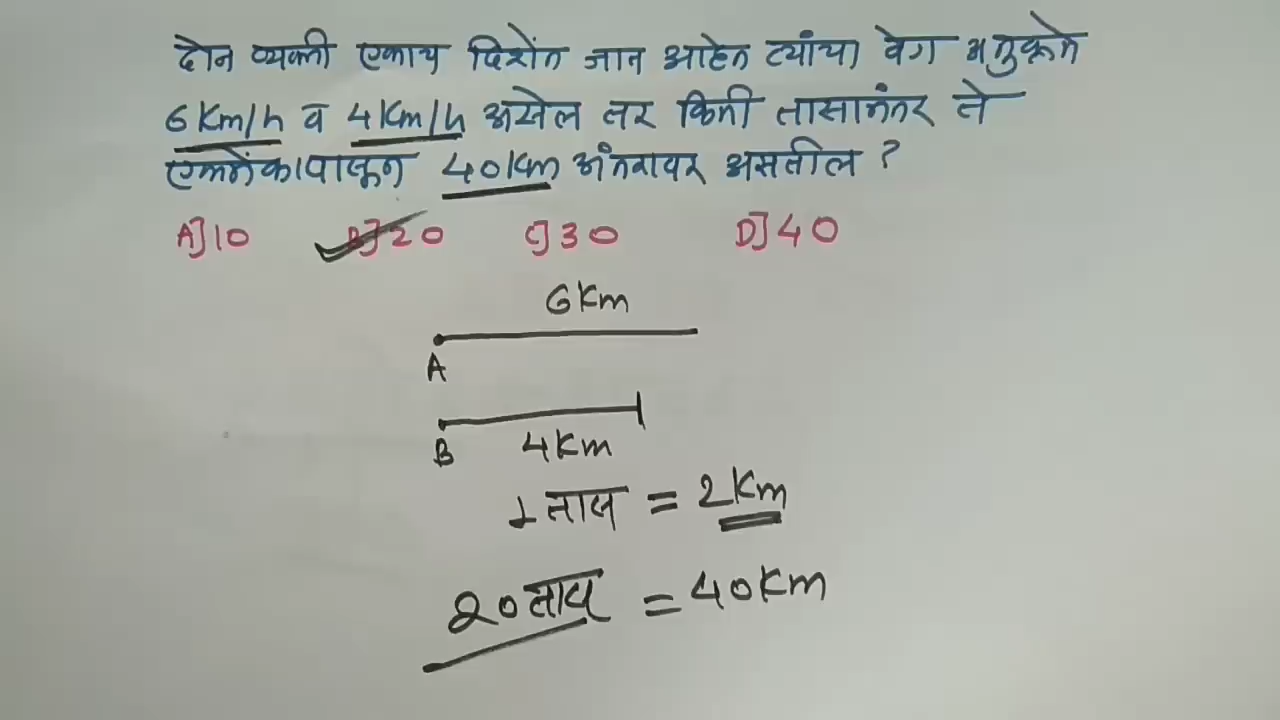 दोन व्यक्ती एकाच दिशेने जात आहेत त्यांचा वेग अनुक्रमे
6 Km/h व 4 Km/h असेल तर किती तासानंतर ते
एकमेंकापासून 40 Km अंतरावर असतील ?
A] 10 B] 20 C] 30 D] 40
6 Km
A
B 4 Km
1 तास = 2 Km
20 तास = 40 Km